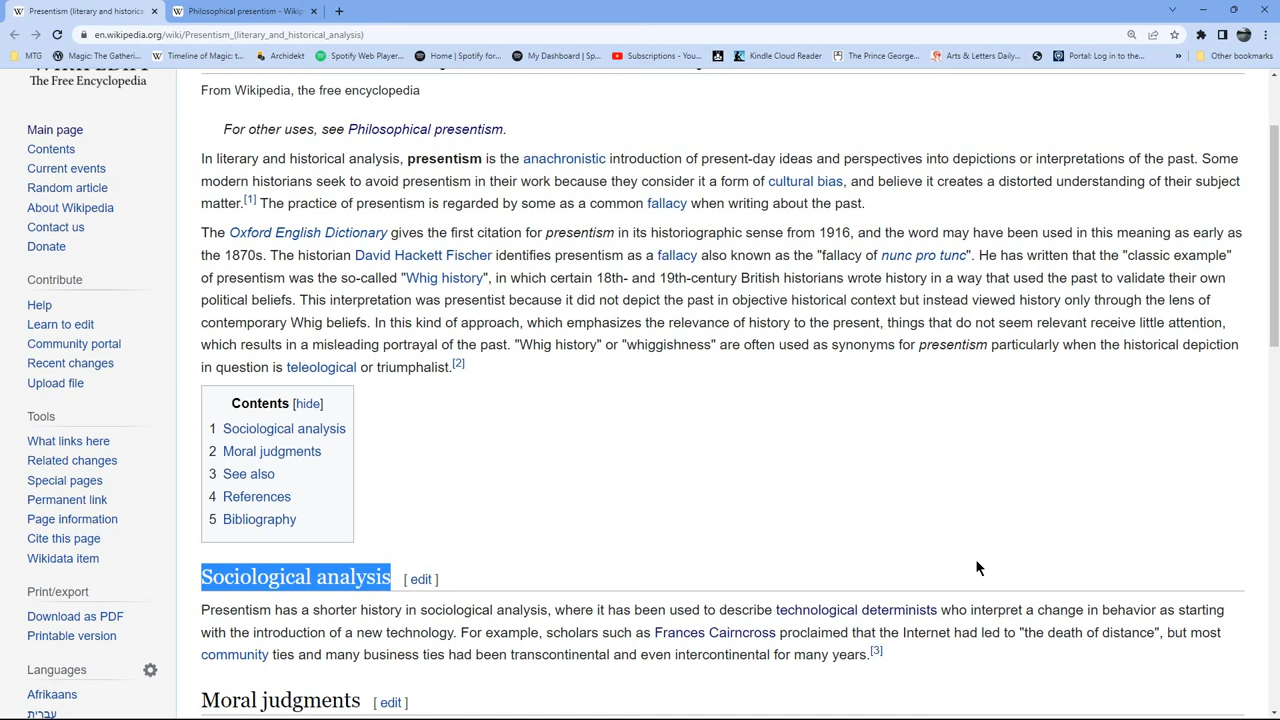 Presentism (literary and historica
Philosophical presentism - Wikip
en.wikipedia.org/wiki/Presentism_(literary_and_historical_analysis)
MTG
Magic: The Gatheri...
Timeline of Magic: t...
Archidekt
Spotify Web Player...
Home | Spotify for...
My Dashboard | Sp...
Subscriptions - You...
Kindle Cloud Reader
The Prince George...
Arts & Letters Daily...
Portal: Log in to the...
Other bookmarks
The Free Encyclopedia
Main page
Contents
Current events
Random article
About Wikipedia
Contact us
Donate
Contribute
Help
Learn to edit
Community portal
Recent changes
Upload file
Tools
What links here
Related changes
Special pages
Permanent link
Page information
Cite this page
Wikidata item
Print/export
Download as PDF
Printable version
Languages
Afrikaans
עברית
From Wikipedia, the free encyclopedia
For other uses, see Philosophical presentism.
In literary and historical analysis, presentism is the anachronistic introduction of present-day ideas and perspectives into depictions or interpretations of the past. Some
modern historians seek to avoid presentism in their work because they consider it a form of cultural bias, and believe it creates a distorted understanding of their subject
matter.[1] The practice of presentism is regarded by some as a common fallacy when writing about the past.
The Oxford English Dictionary gives the first citation for presentism in its historiographic sense from 1916, and the word may have been used in this meaning as early as
the 1870s. The historian David Hackett Fischer identifies presentism as a fallacy also known as the "fallacy of nunc pro tunc". He has written that the "classic example"
of presentism was the so-called "Whig history", in which certain 18th- and 19th-century British historians wrote history in a way that used the past to validate their own
political beliefs. This interpretation was presentist because it did not depict the past in objective historical context but instead viewed history only through the lens of
contemporary Whig beliefs. In this kind of approach, which emphasizes the relevance of history to the present, things that do not seem relevant receive little attention,
which results in a misleading portrayal of the past. "Whig history" or "whiggishness" are often used as synonyms for presentism particularly when the historical depiction
in question is teleological or triumphalist.[2]
Contents [hide]
1 Sociological analysis
2 Moral judgments
3 See also
4 References
5 Bibliography
Sociological analysis [ edit ]
Presentism has a shorter history in sociological analysis, where it has been used to describe technological determinists who interpret a change in behavior as starting
with the introduction of a new technology. For example, scholars such as Frances Cairncross proclaimed that the Internet had led to "the death of distance", but most
community ties and many business ties had been transcontinental and even intercontinental for many years.[3]
Moral judgments [ edit ]